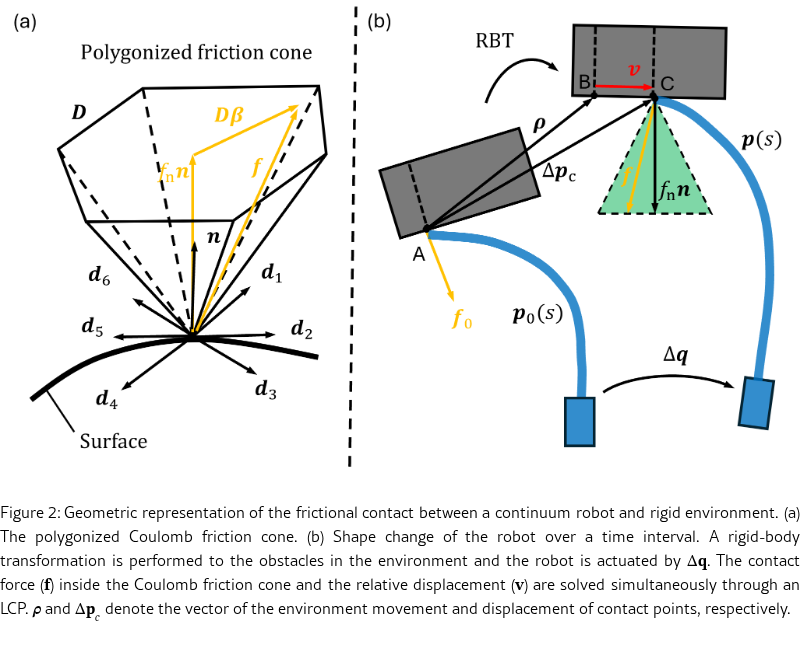 (a)
Polygonized friction cone
D
Dβ
fₙn
f
n
d₁
d₂
d₃
d₄
d₅
d₆
Surface
(b)
RBT
B
v
C
ρ
Δp_c
f
fₙn
p(s)
A
f₀
p₀(s)
Δq
Figure 2: Geometric representation of the frictional contact between a continuum robot and rigid environment. (a)
The polygonized Coulomb friction cone. (b) Shape change of the robot over a time interval. A rigid-body
transformation is performed to the obstacles in the environment and the robot is actuated by Δq. The contact
force (f) inside the Coulomb friction cone and the relative displacement (v) are solved simultaneously through an
LCP. ρ and Δp_c denote the vector of the environment movement and displacement of contact points, respectively.